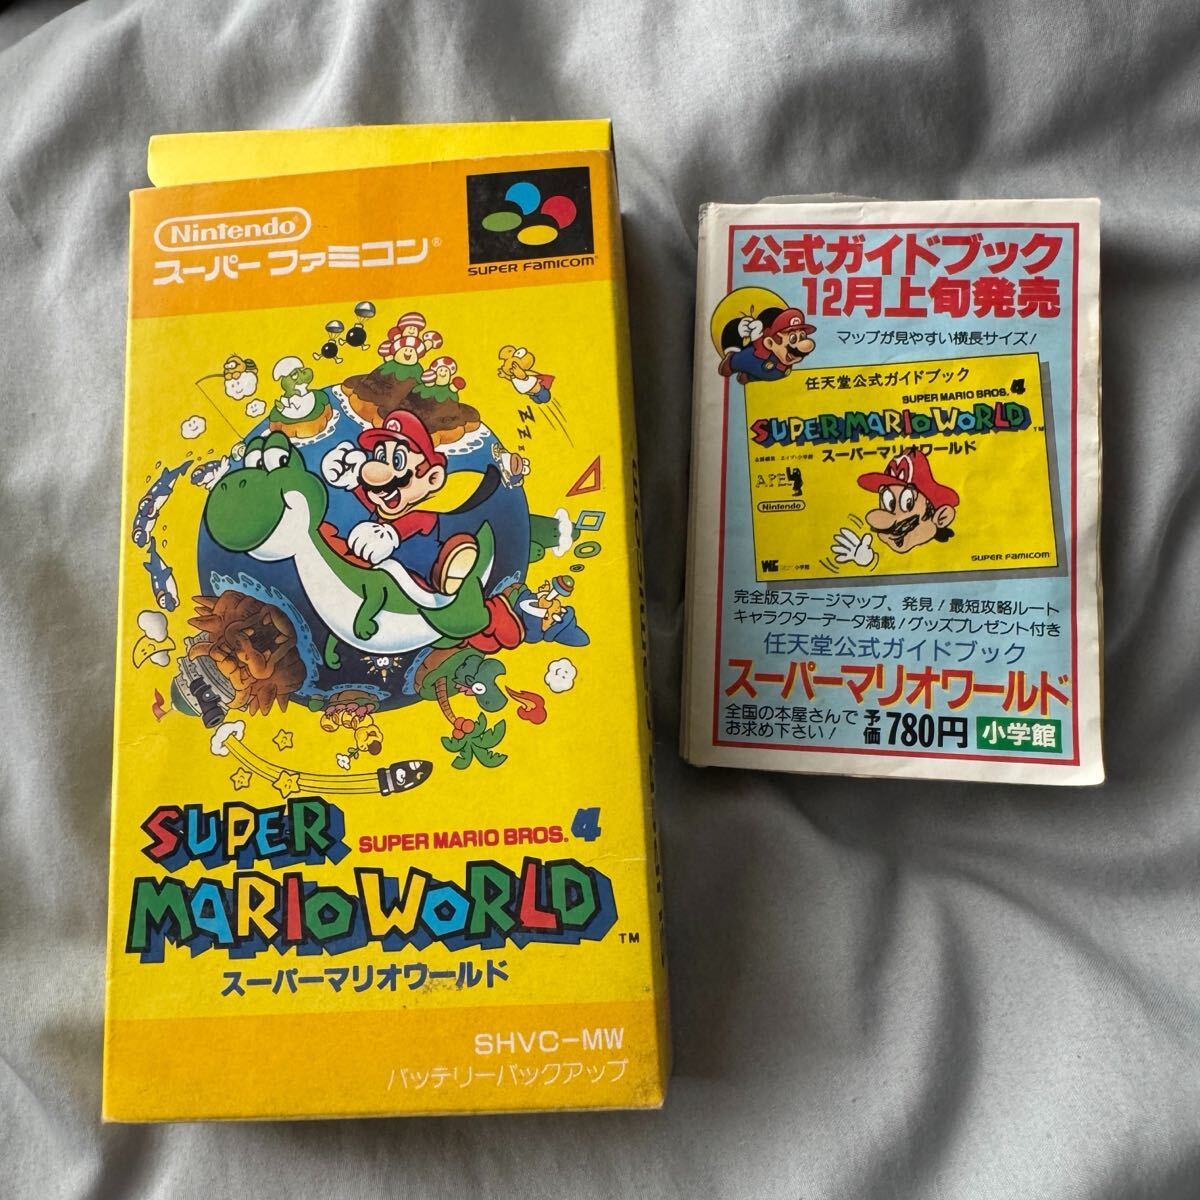 Nintendo®
スーパーファミコン®
SUPER FAMICOM
zzz
8
SUPER MARIO BROS. 4
SUPER
MARIO WORLD™
スーパーマリオワールド
SHVC-MW
バッテリーバックアップ
公式ガイドブック
12月上旬発売
マップが見やすい横長サイズ!
任天堂公式ガイドブック
SUPER MARIO BROS. 4
SUPER MARIO WORLD™
スーパーマリオワールド
APE
Nintendo
SUPER FAMICOM
小学館
完全版ステージマップ、発見!最短攻略ルート
キャラクターデータ満載!グッズプレゼント付き
任天堂公式ガイドブック
スーパーマリオワールド
全国の本屋さんで
お求め下さい!
予価780円
小学館